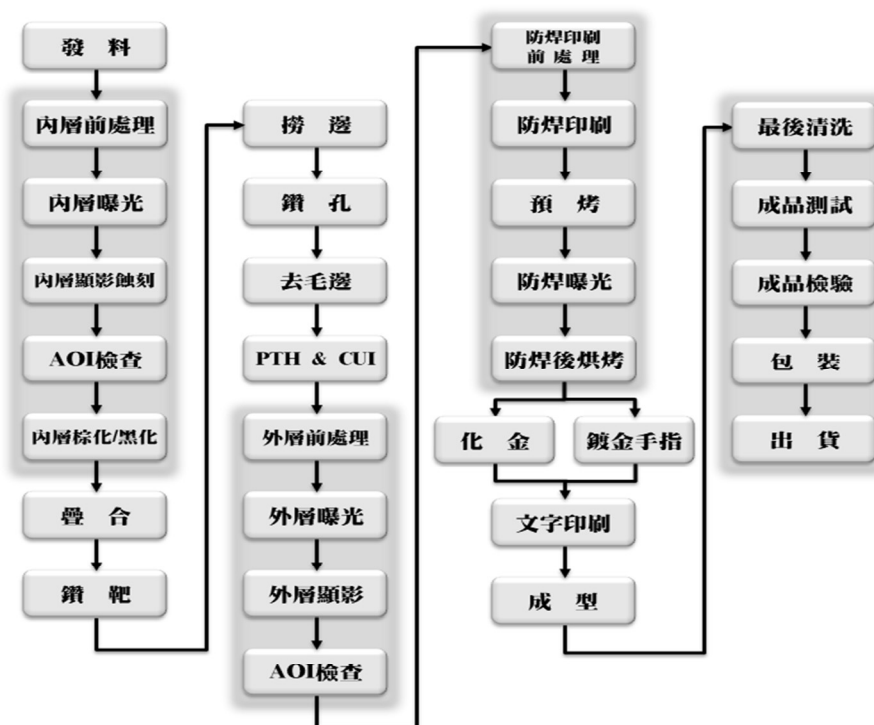 發 料
內層前處理
內層曝光
內層顯影蝕刻
AOI檢查
內層棕化/黑化
疊 合
鑽 靶
撈 邊
鑽 孔
去毛邊
PTH & CUI
外層前處理
外層曝光
外層顯影
AOI檢查
防焊印刷
前 處 理
防焊印刷
預 烤
防焊曝光
防焊後烘烤
化 金
鍍金手指
文字印刷
成 型
最後清洗
成品測試
成品檢驗
包 裝
出 貨